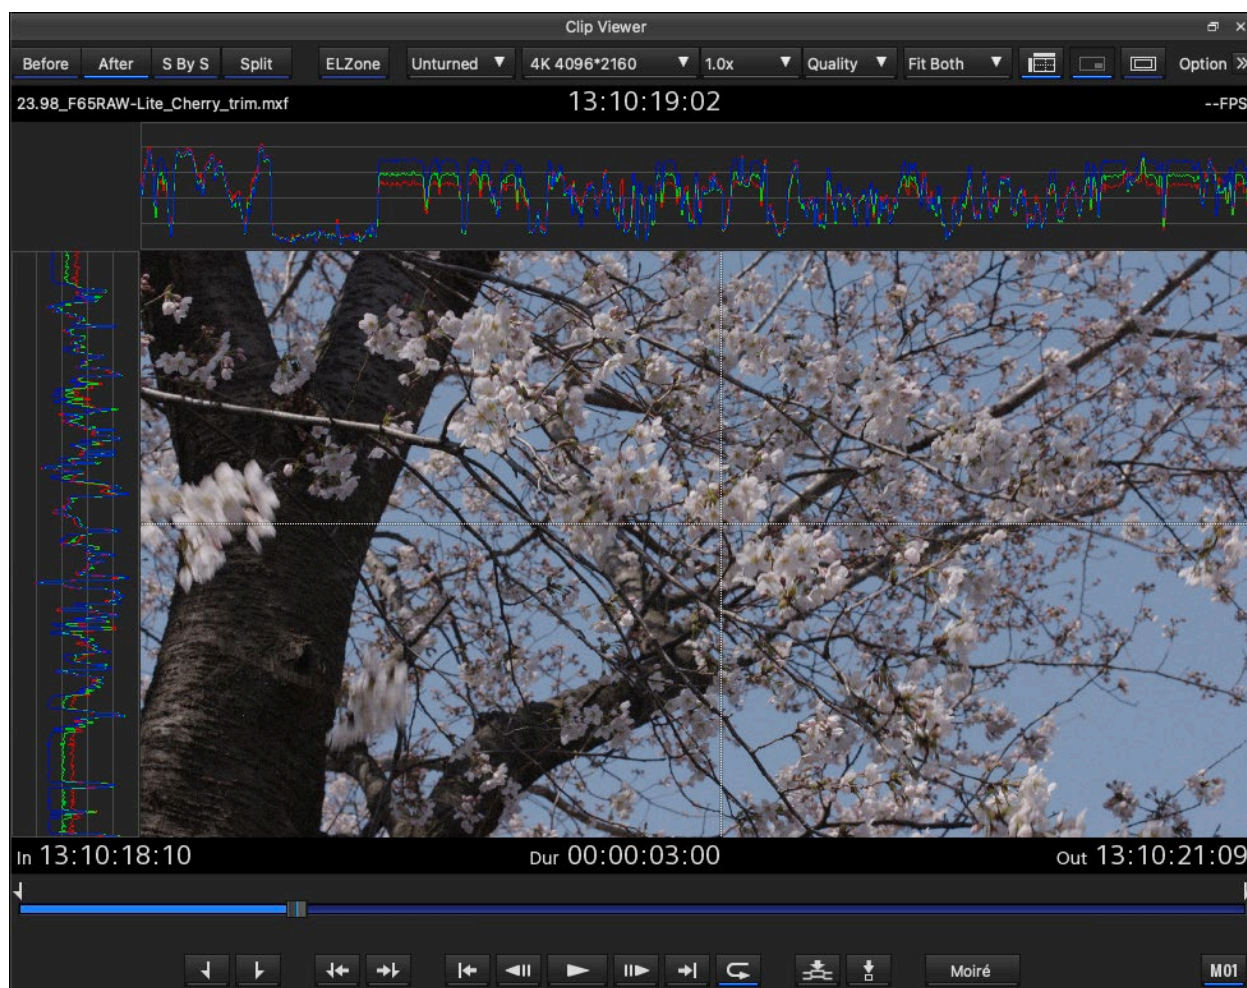 Clip Viewer
Before After S By S Split ELZone Unturned 4K 4096*2160 1.0x Quality Fit Both Option
23.98_F65RAW-Lite_Cherry_trim.mxf 13:10:19:02 --FPS
In 13:10:18:10 Dur 00:00:03:00 Out 13:10:21:09
Moiré M01